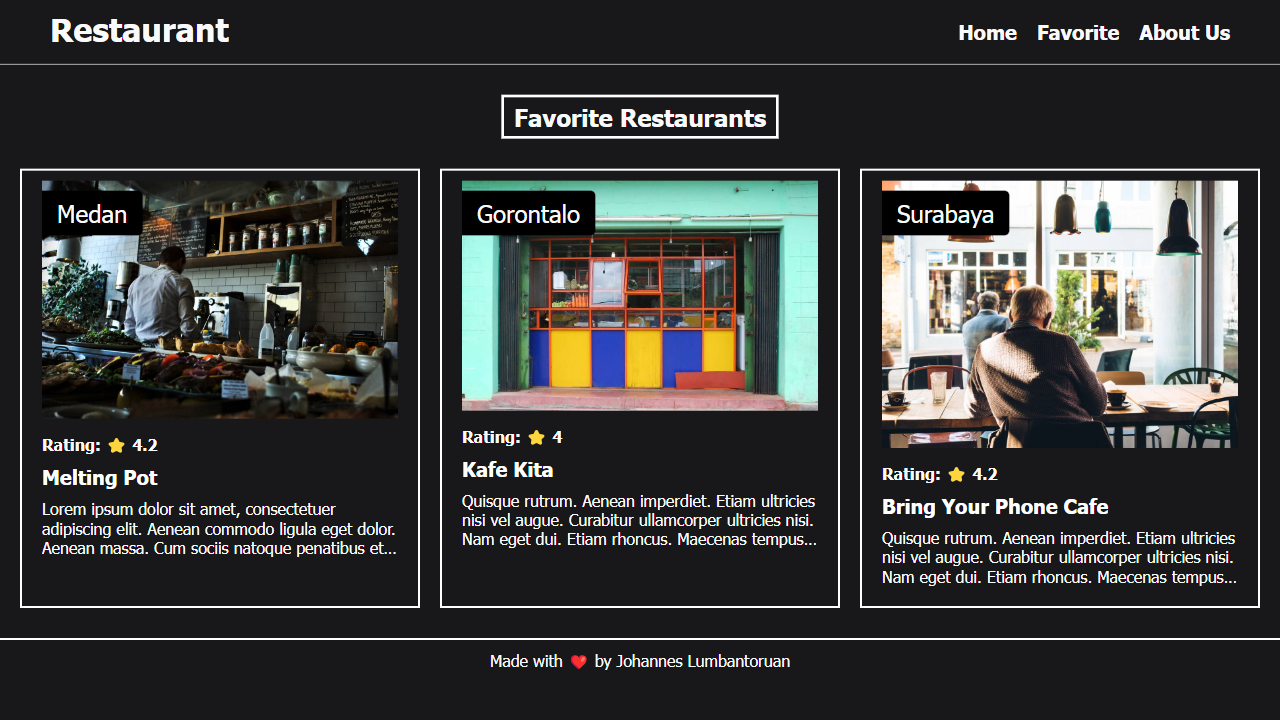 Restaurant
Home Favorite About Us
Favorite Restaurants
Medan
Rating: ⭐ 4.2
Melting Pot
Lorem ipsum dolor sit amet, consectetuer
adipiscing elit. Aenean commodo ligula eget dolor.
Aenean massa. Cum sociis natoque penatibus et...
Gorontalo
Rating: ⭐ 4
Kafe Kita
Quisque rutrum. Aenean imperdiet. Etiam ultricies
nisi vel augue. Curabitur ullamcorper ultricies nisi.
Nam eget dui. Etiam rhoncus. Maecenas tempus...
Surabaya
Rating: ⭐ 4.2
Bring Your Phone Cafe
Quisque rutrum. Aenean imperdiet. Etiam ultricies
nisi vel augue. Curabitur ullamcorper ultricies nisi.
Nam eget dui. Etiam rhoncus. Maecenas tempus...
Made with ❤️ by Johannes Lumbantoruan